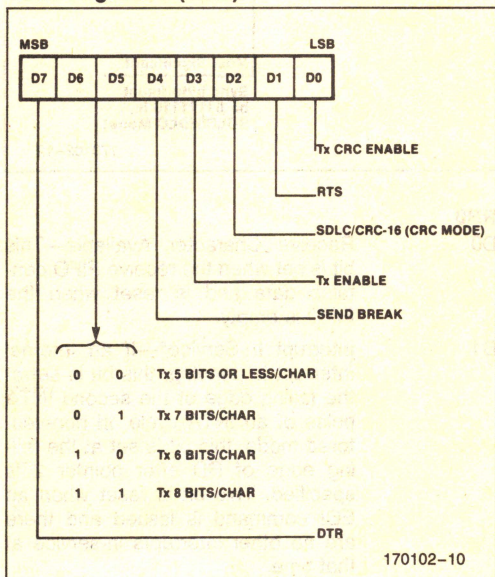 MSB LSB
D7 D6 D5 D4 D3 D2 D1 D0
Tx CRC ENABLE
RTS
SDLC/CRC-16 (CRC MODE)
Tx ENABLE
SEND BREAK
0 0 Tx 5 BITS OR LESS/CHAR
0 1 Tx 7 BITS/CHAR
1 0 Tx 6 BITS/CHAR
1 1 Tx 8 BITS/CHAR
DTR
170102-10